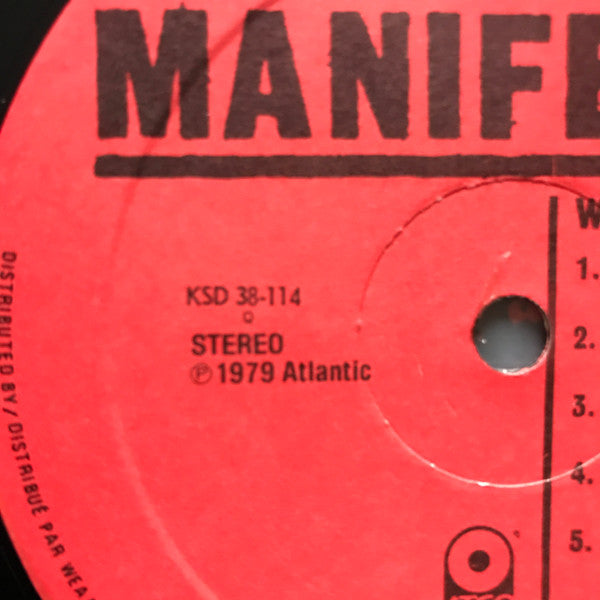 MANIFE
W
1.
KSD 38-114
2.
STEREO
℗ 1979 Atlantic
3.
4.
5.
DISTRIBUTED BY / DISTRIBUÉ PAR WEA